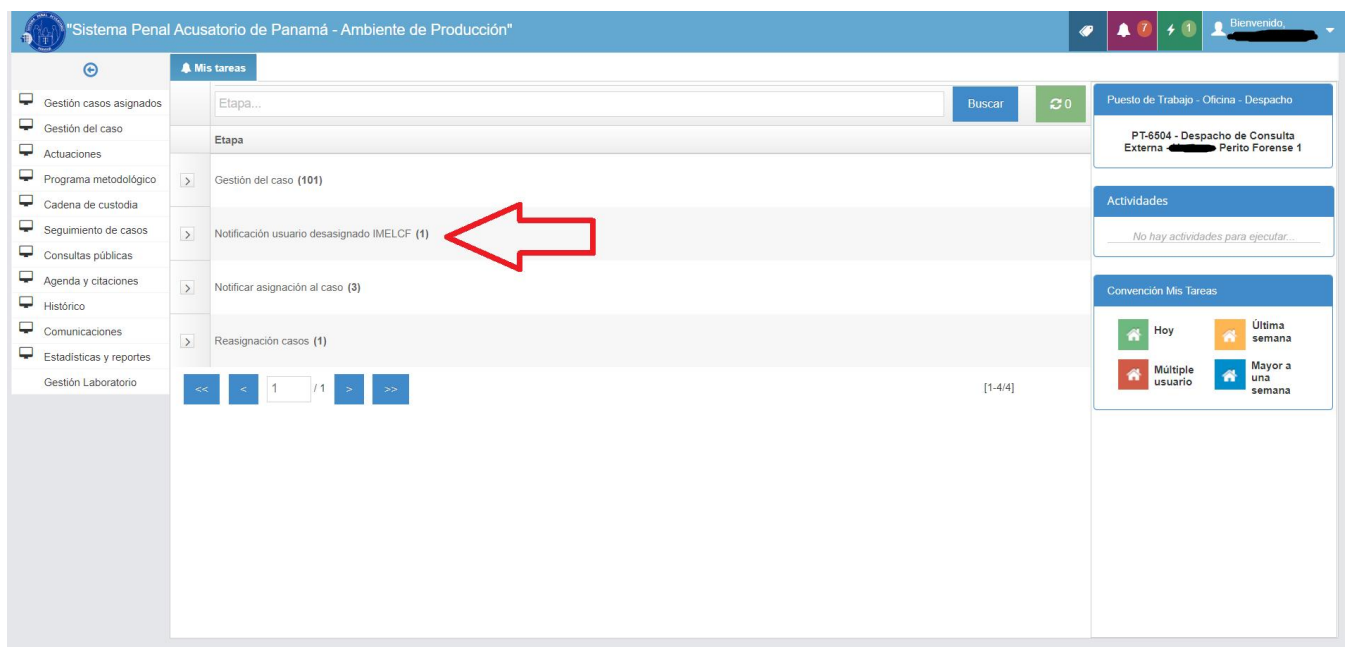 "Sistema Penal Acusatorio de Panamá - Ambiente de Producción"
7
1
Bienvenido,
Mis tareas
Gestión casos asignados
Gestión del caso
Actuaciones
Programa metodológico
Cadena de custodia
Seguimiento de casos
Consultas públicas
Agenda y citaciones
Histórico
Comunicaciones
Estadísticas y reportes
Gestión Laboratorio
Etapa...
Buscar
0
Etapa
> Gestión del caso (101)
> Notificación usuario desasignado IMELCF (1)
> Notificar asignación al caso (3)
> Reasignación casos (1)
<< < 1 / 1 > >>
[1-4/4]
Puesto de Trabajo - Oficina - Despacho
PT-6504 - Despacho de Consulta
Externa - Perito Forense 1
Actividades
No hay actividades para ejecutar...
Convención Mis Tareas
Hoy
Última
semana
Múltiple
usuario
Mayor a
una
semana